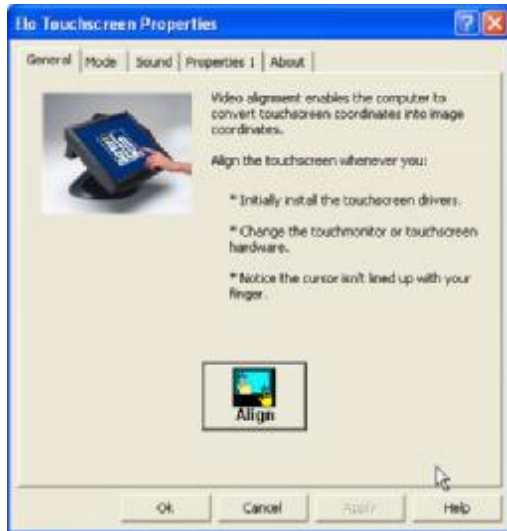 Elo Touchscreen Properties
General Mode Sound Properties 1 About
Video alignment enables the computer to
convert touchscreen coordinates into image
coordinates.
Align the touchscreen whenever you:
* Initially install the touchscreen drivers.
* Change the touchmonitor or touchscreen
hardware.
* Notice the cursor isn't lined up with your
finger.
Align
OK Cancel Apply Help